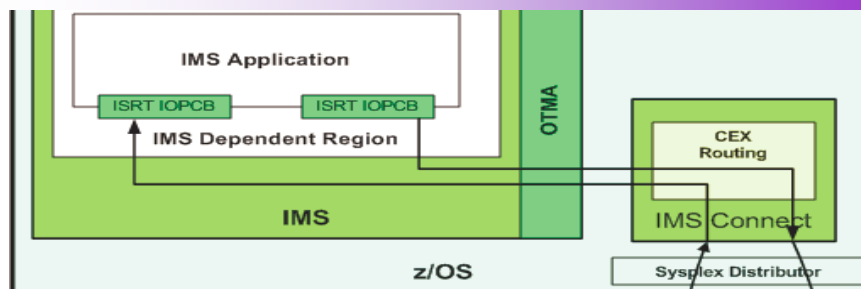 IMS Application
ISRT IOPCB
ISRT IOPCB
IMS Dependent Region
OTMA
CEX
Routing
IMS Connect
IMS
z/OS
Sysplex Distributor